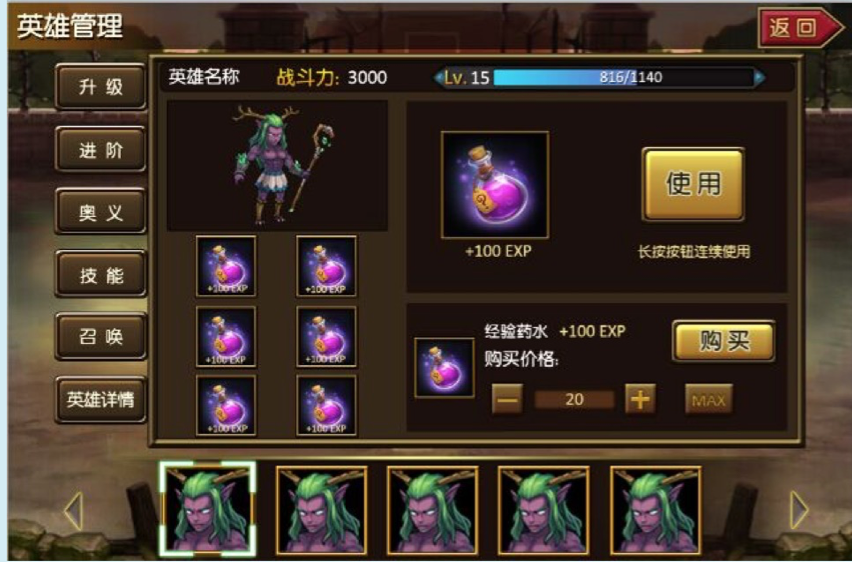 英雄管理
返回
升级
进阶
奥义
技能
召唤
英雄详情
英雄名称 战斗力: 3000 Lv. 15 816/1140
+100 EXP
+100 EXP
+100 EXP
+100 EXP
+100 EXP
+100 EXP
+100 EXP
使用
长按按钮连续使用
经验药水 +100 EXP
购买价格:
购买
20
MAX